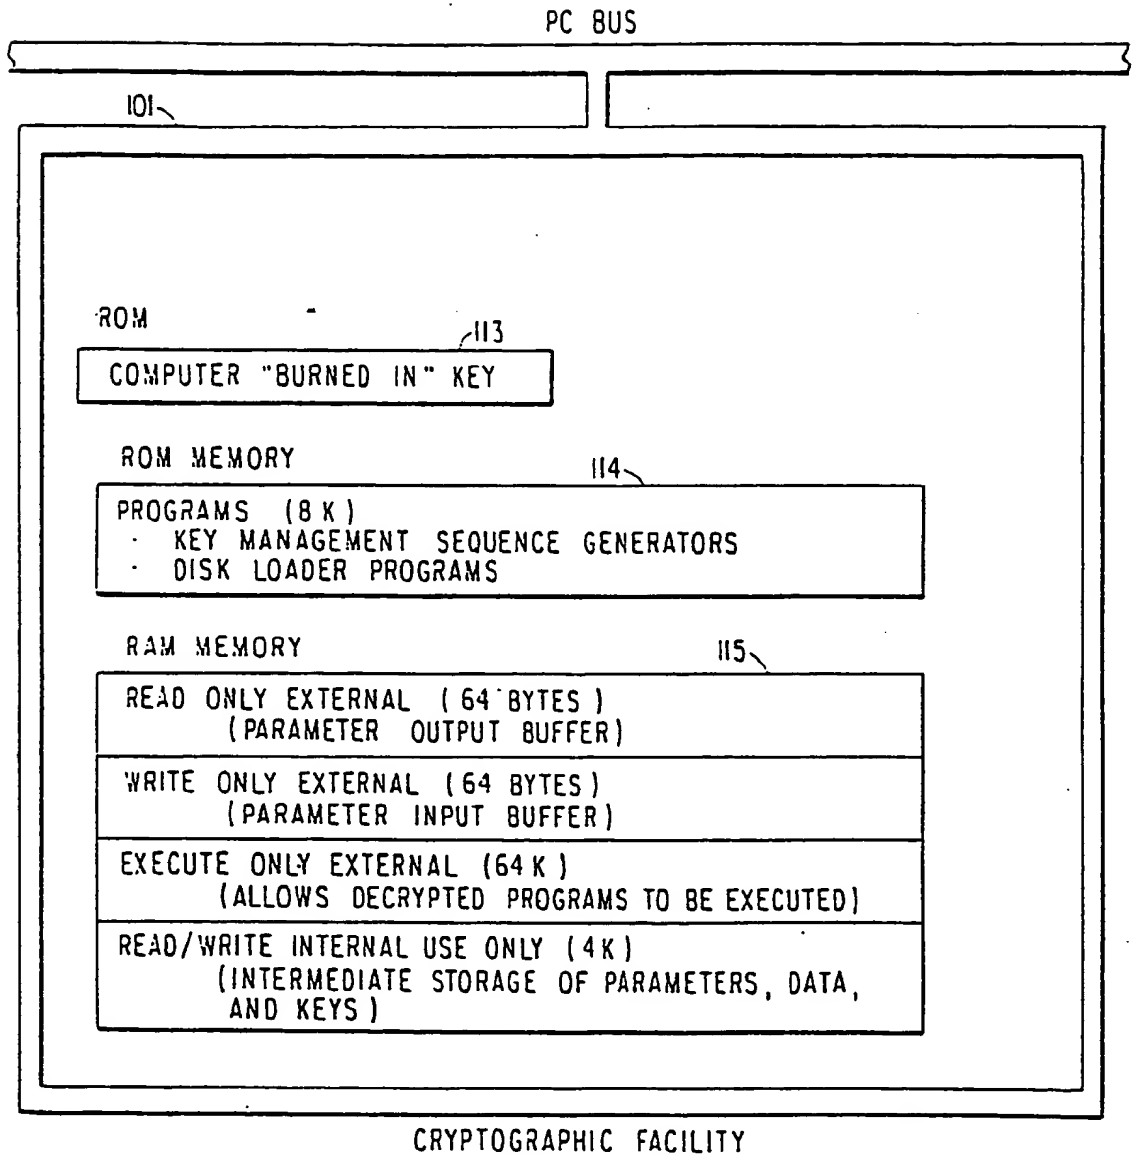 PC BUS
101
ROM
113
COMPUTER "BURNED IN" KEY
ROM MEMORY
114
PROGRAMS (8K)
· KEY MANAGEMENT SEQUENCE GENERATORS
· DISK LOADER PROGRAMS
RAM MEMORY
115
READ ONLY EXTERNAL (64 BYTES)
(PARAMETER OUTPUT BUFFER)
WRITE ONLY EXTERNAL (64 BYTES)
(PARAMETER INPUT BUFFER)
EXECUTE ONLY EXTERNAL (64K)
(ALLOWS DECRYPTED PROGRAMS TO BE EXECUTED)
READ/WRITE INTERNAL USE ONLY (4K)
(INTERMEDIATE STORAGE OF PARAMETERS, DATA,
AND KEYS)
CRYPTOGRAPHIC FACILITY